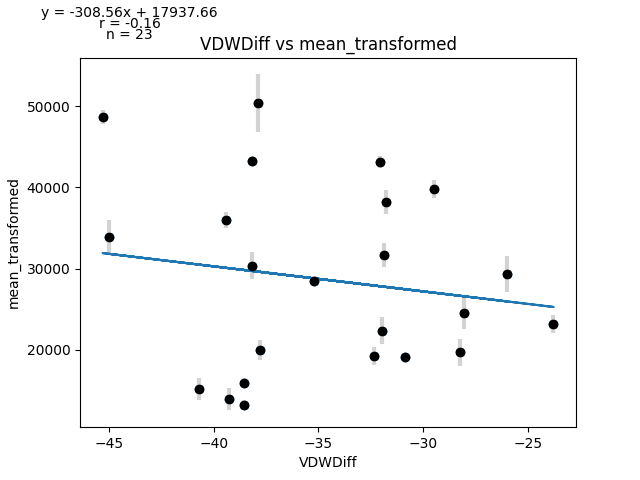 y = -308.56x + 17937.66
r = -0.16
n = 23
VDWDiff vs mean_transformed
mean_transformed
50000
40000
30000
20000
−45
−40
−35
−30
−25
VDWDiff